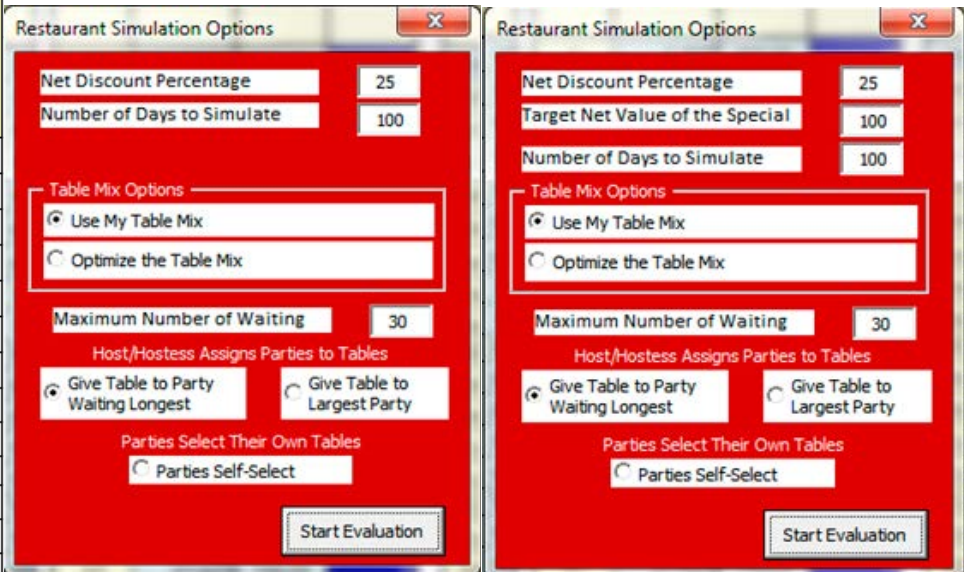 Restaurant Simulation Options
Net Discount Percentage 25
Number of Days to Simulate 100
Table Mix Options
Use My Table Mix
Optimize the Table Mix
Maximum Number of Waiting 30
Host/Hostess Assigns Parties to Tables
Give Table to Party
Waiting Longest
Give Table to
Largest Party
Parties Select Their Own Tables
Parties Self-Select
Start Evaluation
Restaurant Simulation Options
Net Discount Percentage 25
Target Net Value of the Special 100
Number of Days to Simulate 100
Table Mix Options
Use My Table Mix
Optimize the Table Mix
Maximum Number of Waiting 30
Host/Hostess Assigns Parties to Tables
Give Table to Party
Waiting Longest
Give Table to
Largest Party
Parties Select Their Own Tables
Parties Self-Select
Start Evaluation